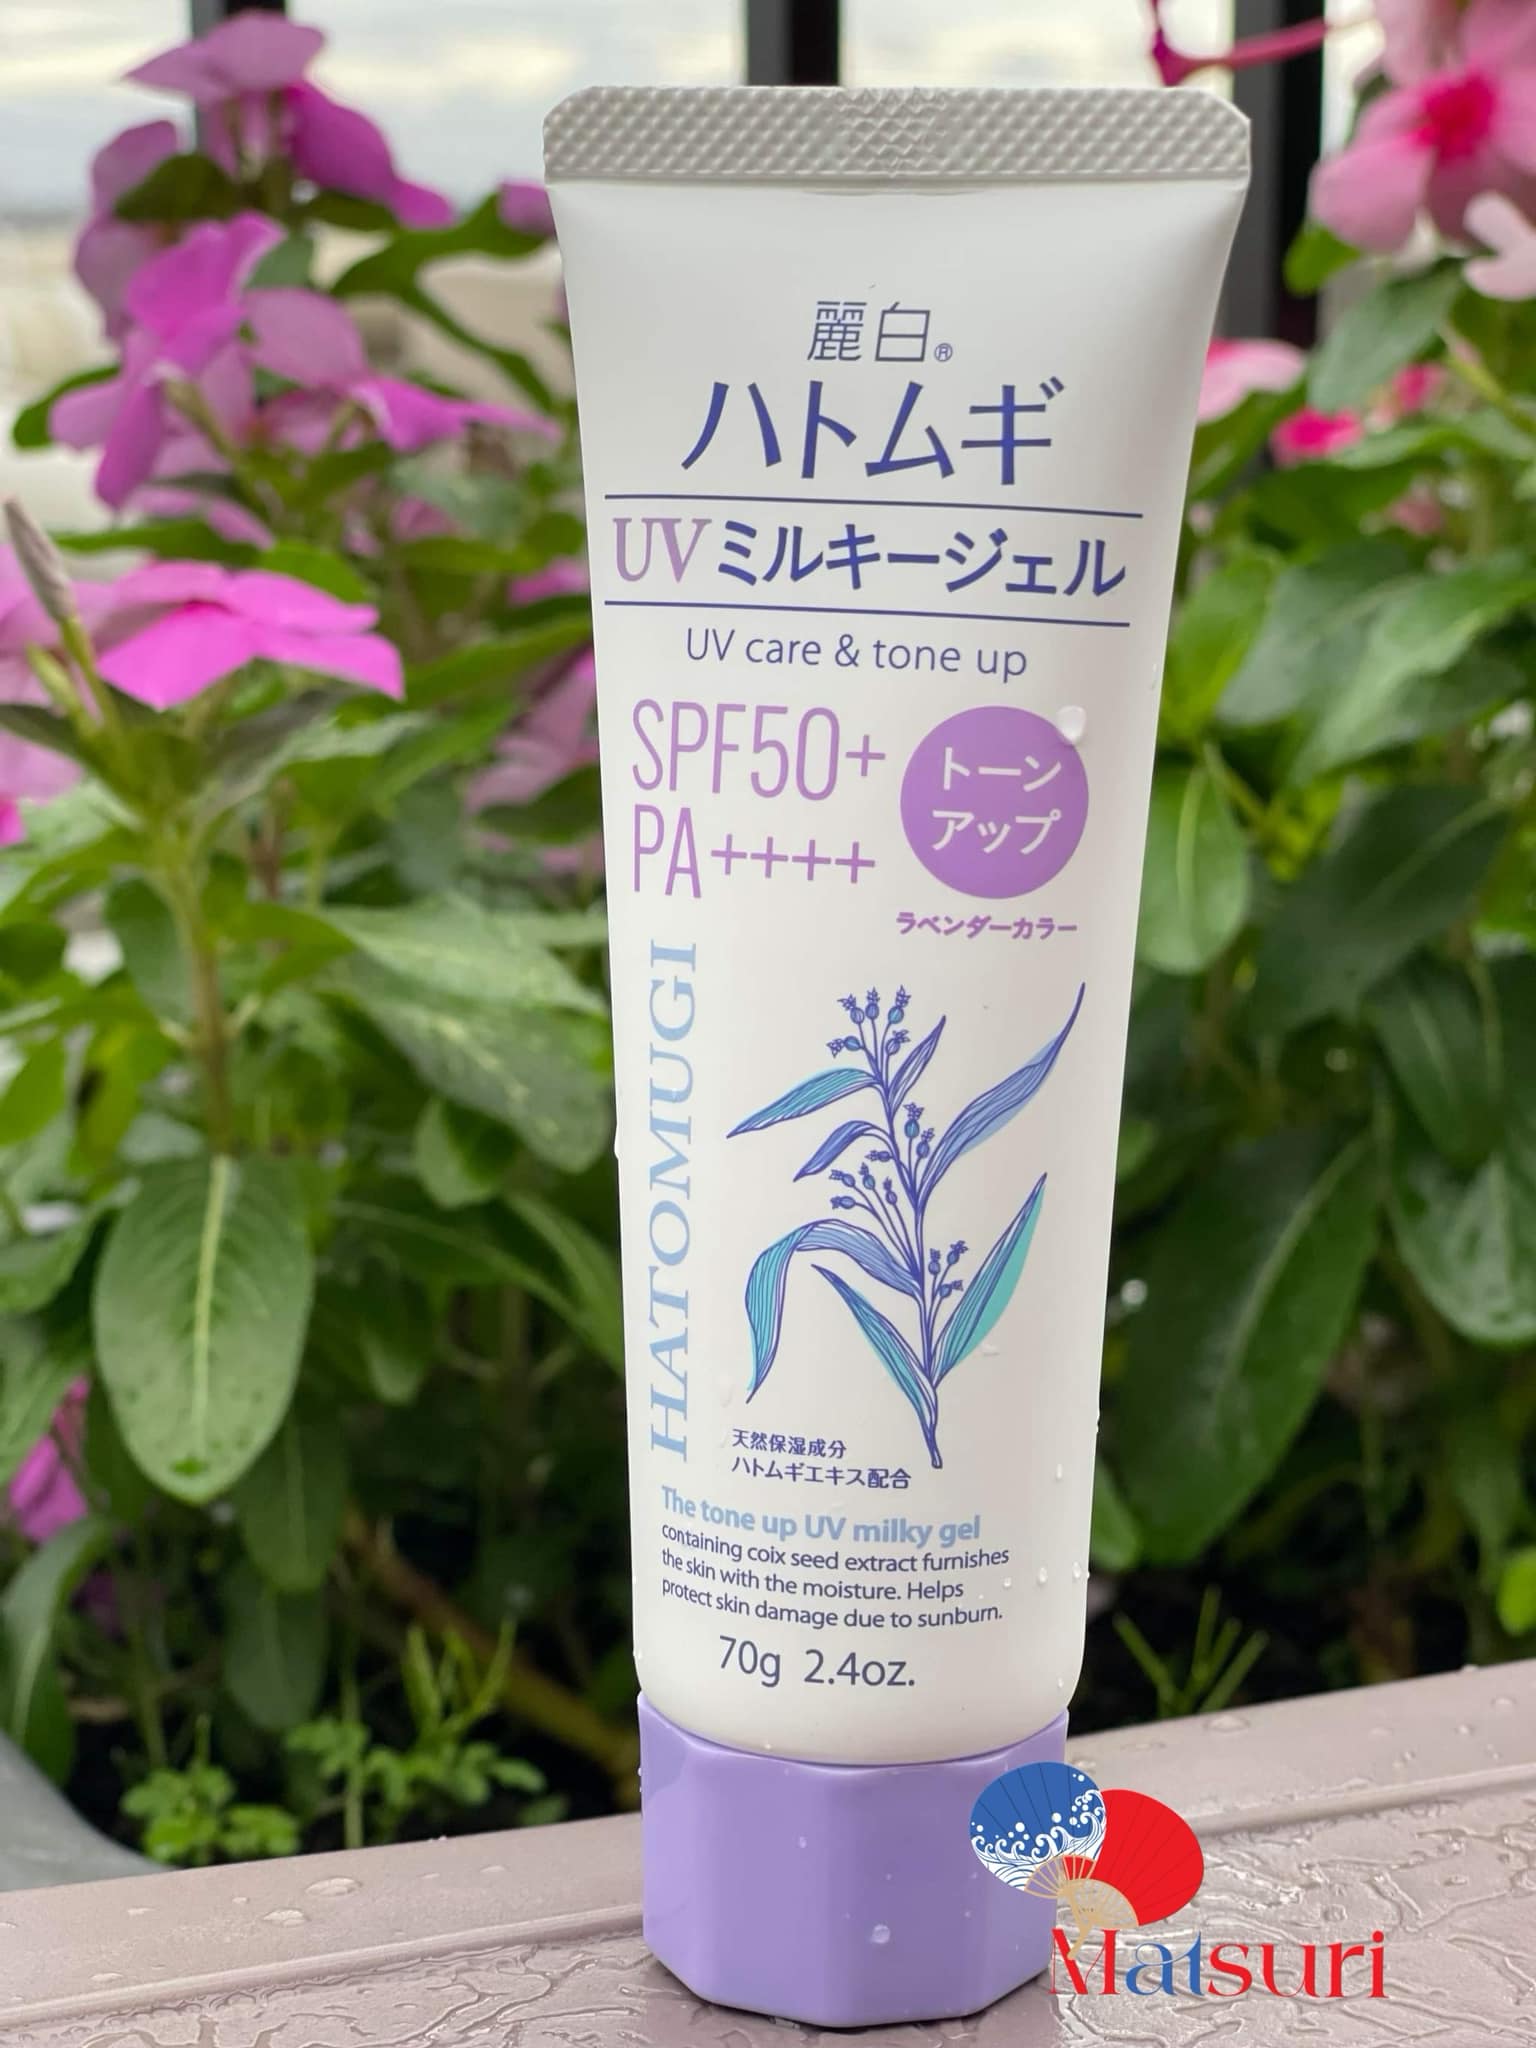 麗白®
ハトムギ
UVミルキージェル
UV care & tone up
SPF50+
PA++++
トーン
アップ
ラベンダーカラー
HATOMUGI
天然保湿成分
ハトムギエキス配合
The tone up UV milky gel
containing coix seed extract furnishes
the skin with the moisture. Helps
protect skin damage due to sunburn.
70g 2.4oz.
Matsuri